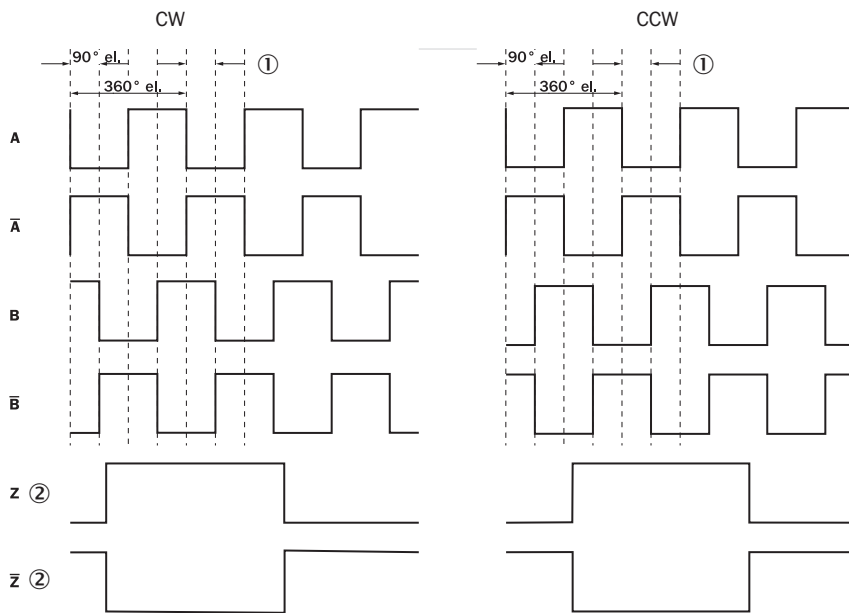 CW CCW
90° el. ① 90° el. ①
360° el. 360° el.
A
A̅
B
B̅
Z ②
Z̅ ②